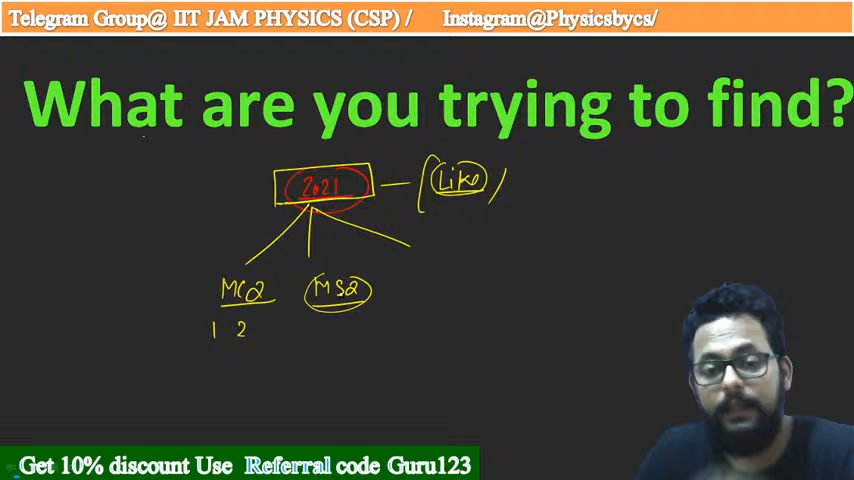 Telegram Group@ IIT JAM PHYSICS (CSP) / Instagram@Physicsbycs/
What are you trying to find?
2021 — (Like)
MCQ MSQ
1 2
Get 10% discount Use Referral code Guru123